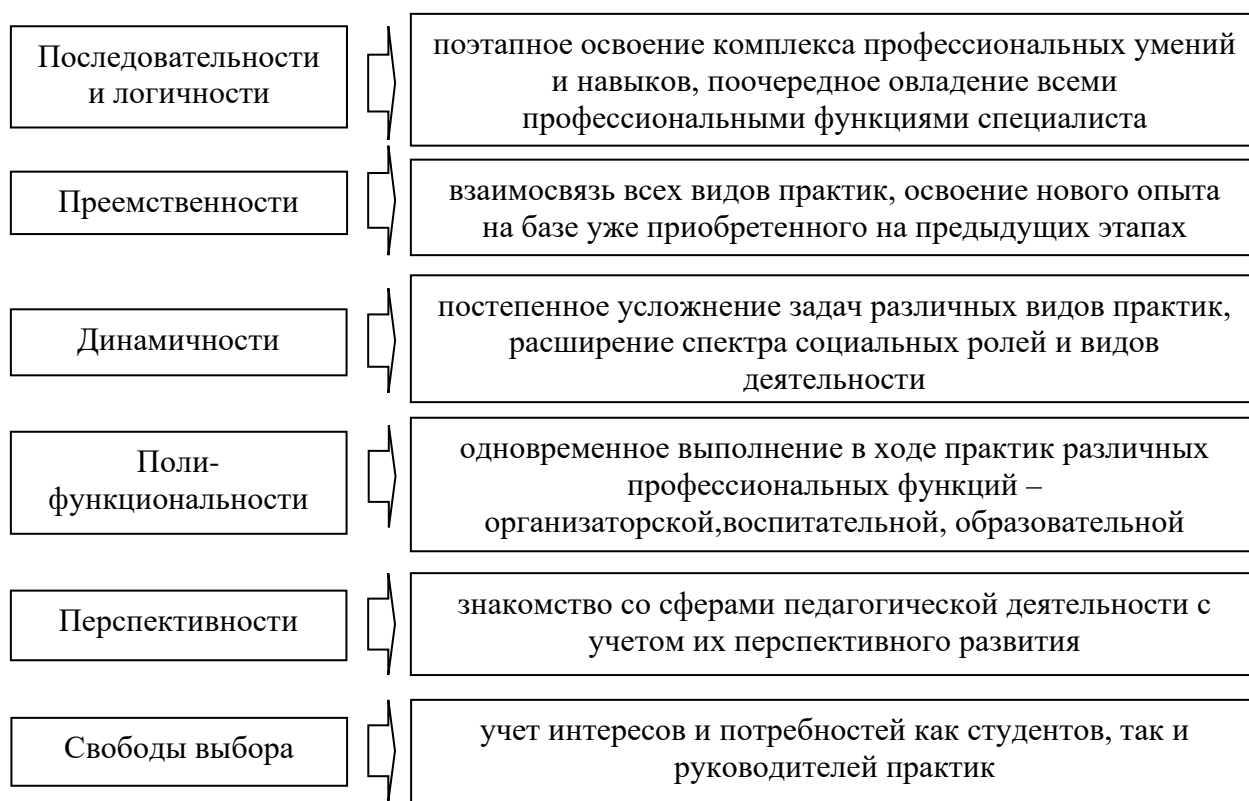 Последовательности
и логичности
поэтапное освоение комплекса профессиональных умений
и навыков, поочередное овладение всеми
профессиональными функциями специалиста
Преемственности
взаимосвязь всех видов практик, освоение нового опыта
на базе уже приобретенного на предыдущих этапах
Динамичности
постепенное усложнение задач различных видов практик,
расширение спектра социальных ролей и видов
деятельности
Поли-
функциональности
одновременное выполнение в ходе практик различных
профессиональных функций –
организаторской,воспитательной, образовательной
Перспективности
знакомство со сферами педагогической деятельности с
учетом их перспективного развития
Свободы выбора
учет интересов и потребностей как студентов, так и
руководителей практик